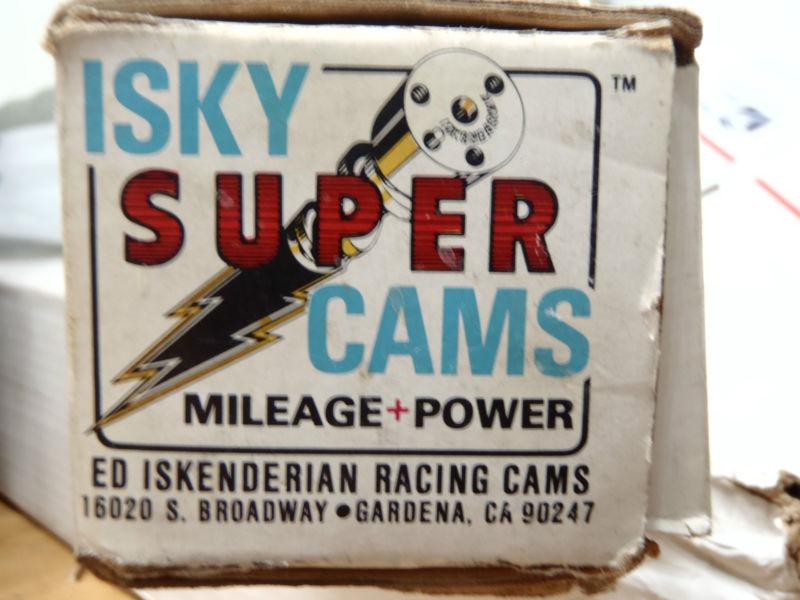 ISKY
™
SUPER
CAMS
MILEAGE+POWER
ED ISKENDERIAN RACING CAMS
16020 S. BROADWAY • GARDENA, CA 90247